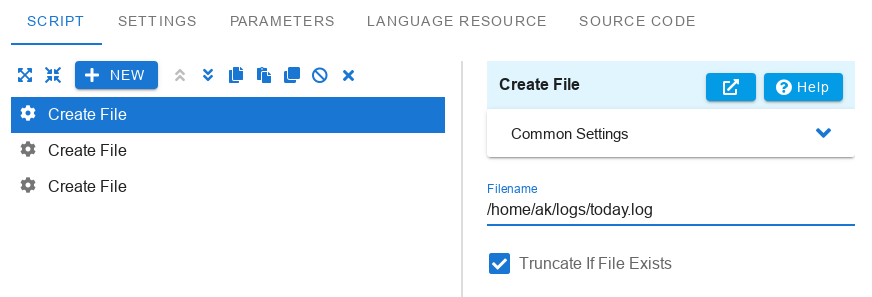 SCRIPT SETTINGS PARAMETERS LANGUAGE RESOURCE SOURCE CODE
NEW
Create File
Create File
Create File
Create File
Help
Common Settings
Filename
/home/ak/logs/today.log
Truncate If File Exists